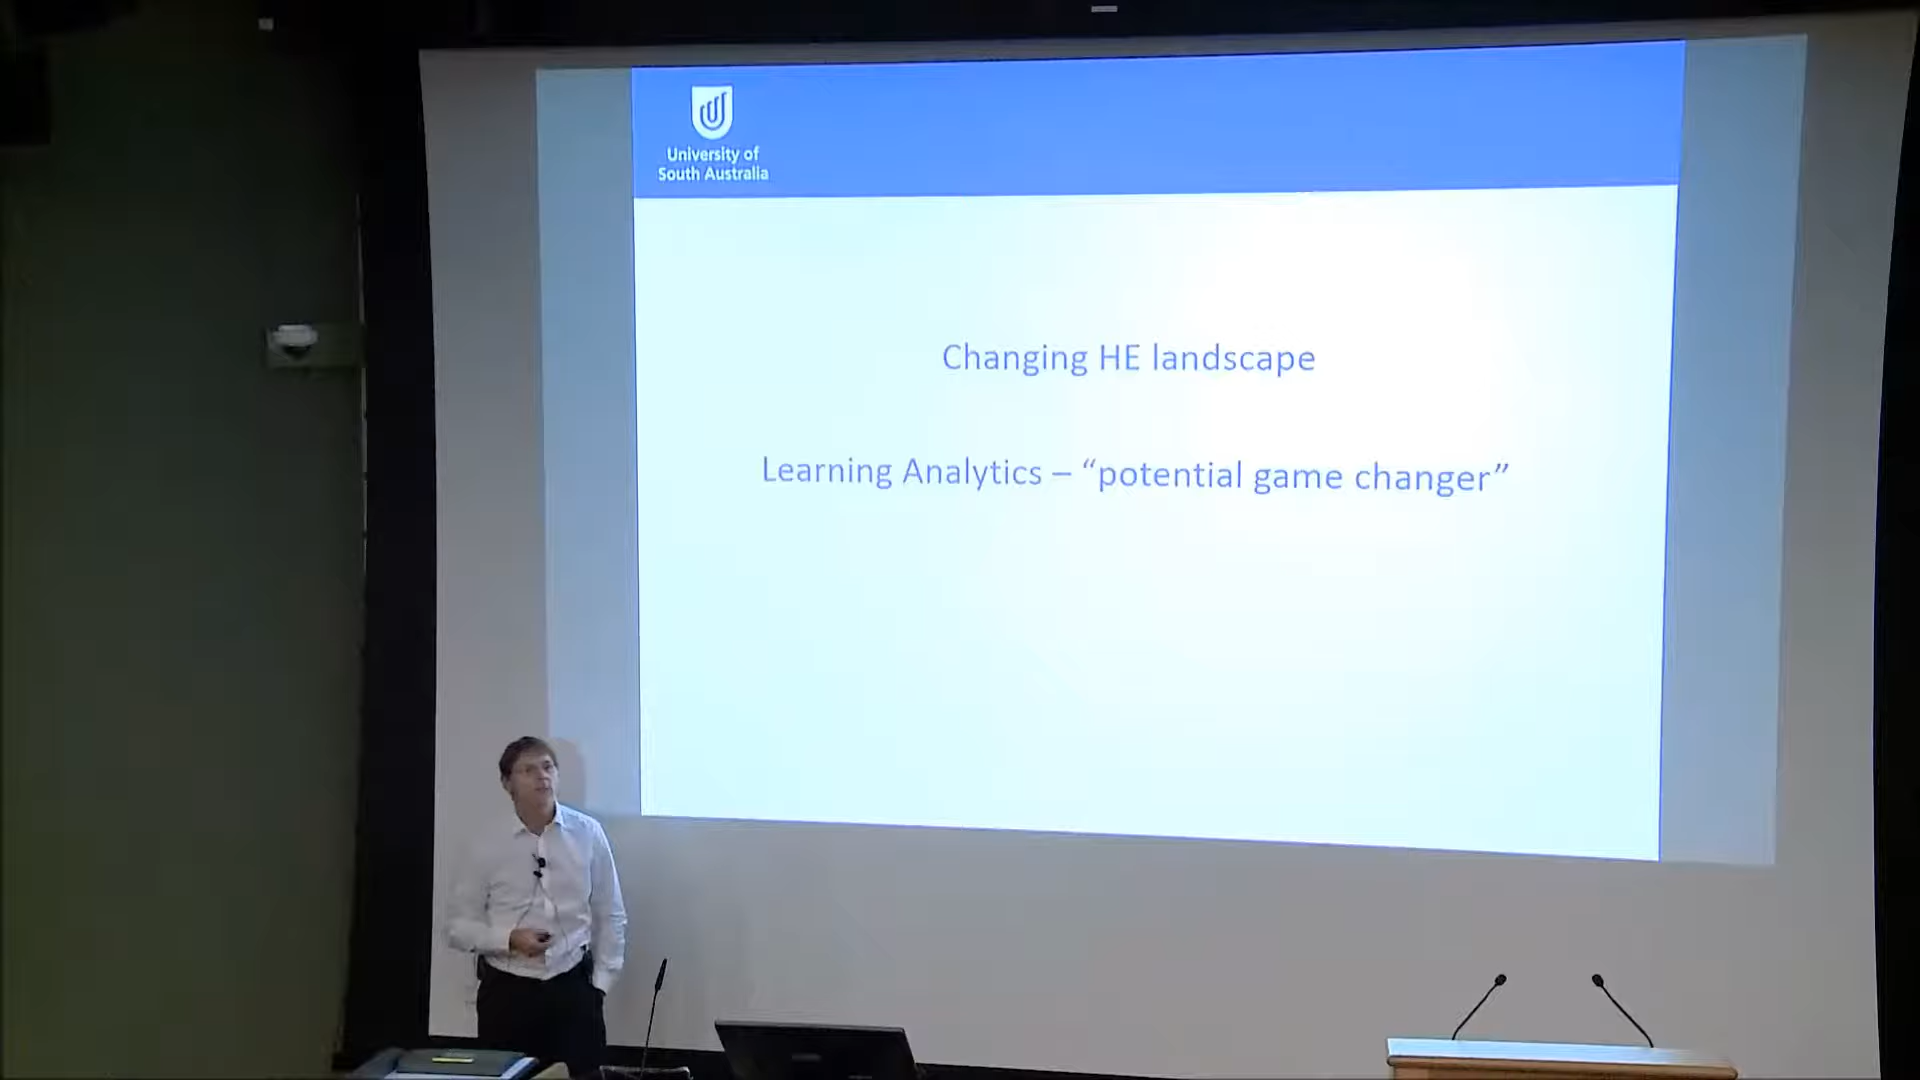 University of
South Australia
Changing HE landscape
Learning Analytics – “potential game changer”